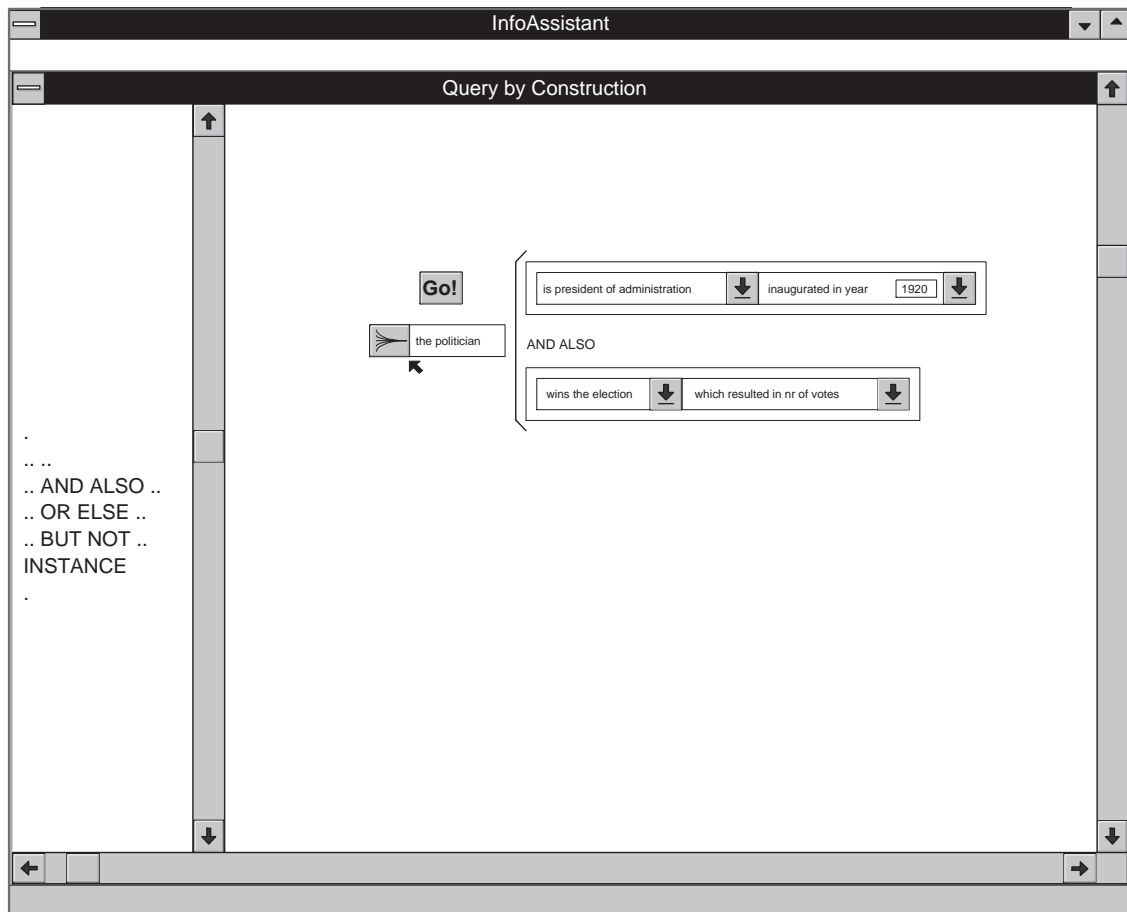 InfoAssistant
Query by Construction
Go!
is president of administration inaugurated in year 1920
the politician
AND ALSO
wins the election which resulted in nr of votes
.
.. ..
.. AND ALSO ..
.. OR ELSE ..
.. BUT NOT ..
INSTANCE
.